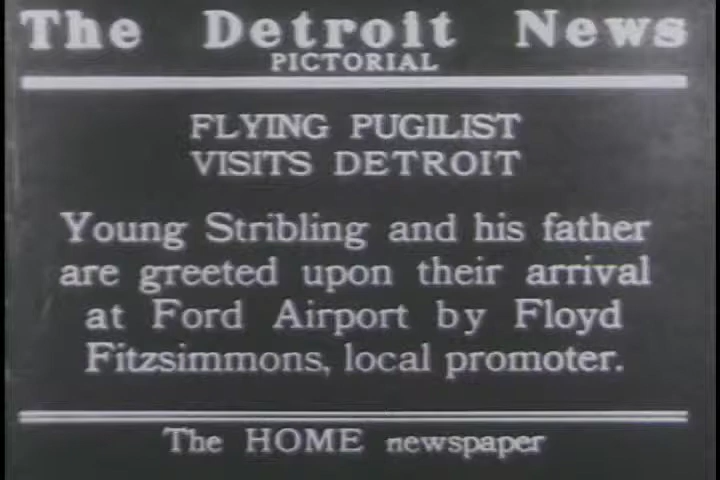 The Detroit News
PICTORIAL
FLYING PUGILIST
VISITS DETROIT
Young Stribling and his father
are greeted upon their arrival
at Ford Airport by Floyd
Fitzsimmons, local promoter.
The HOME newspaper